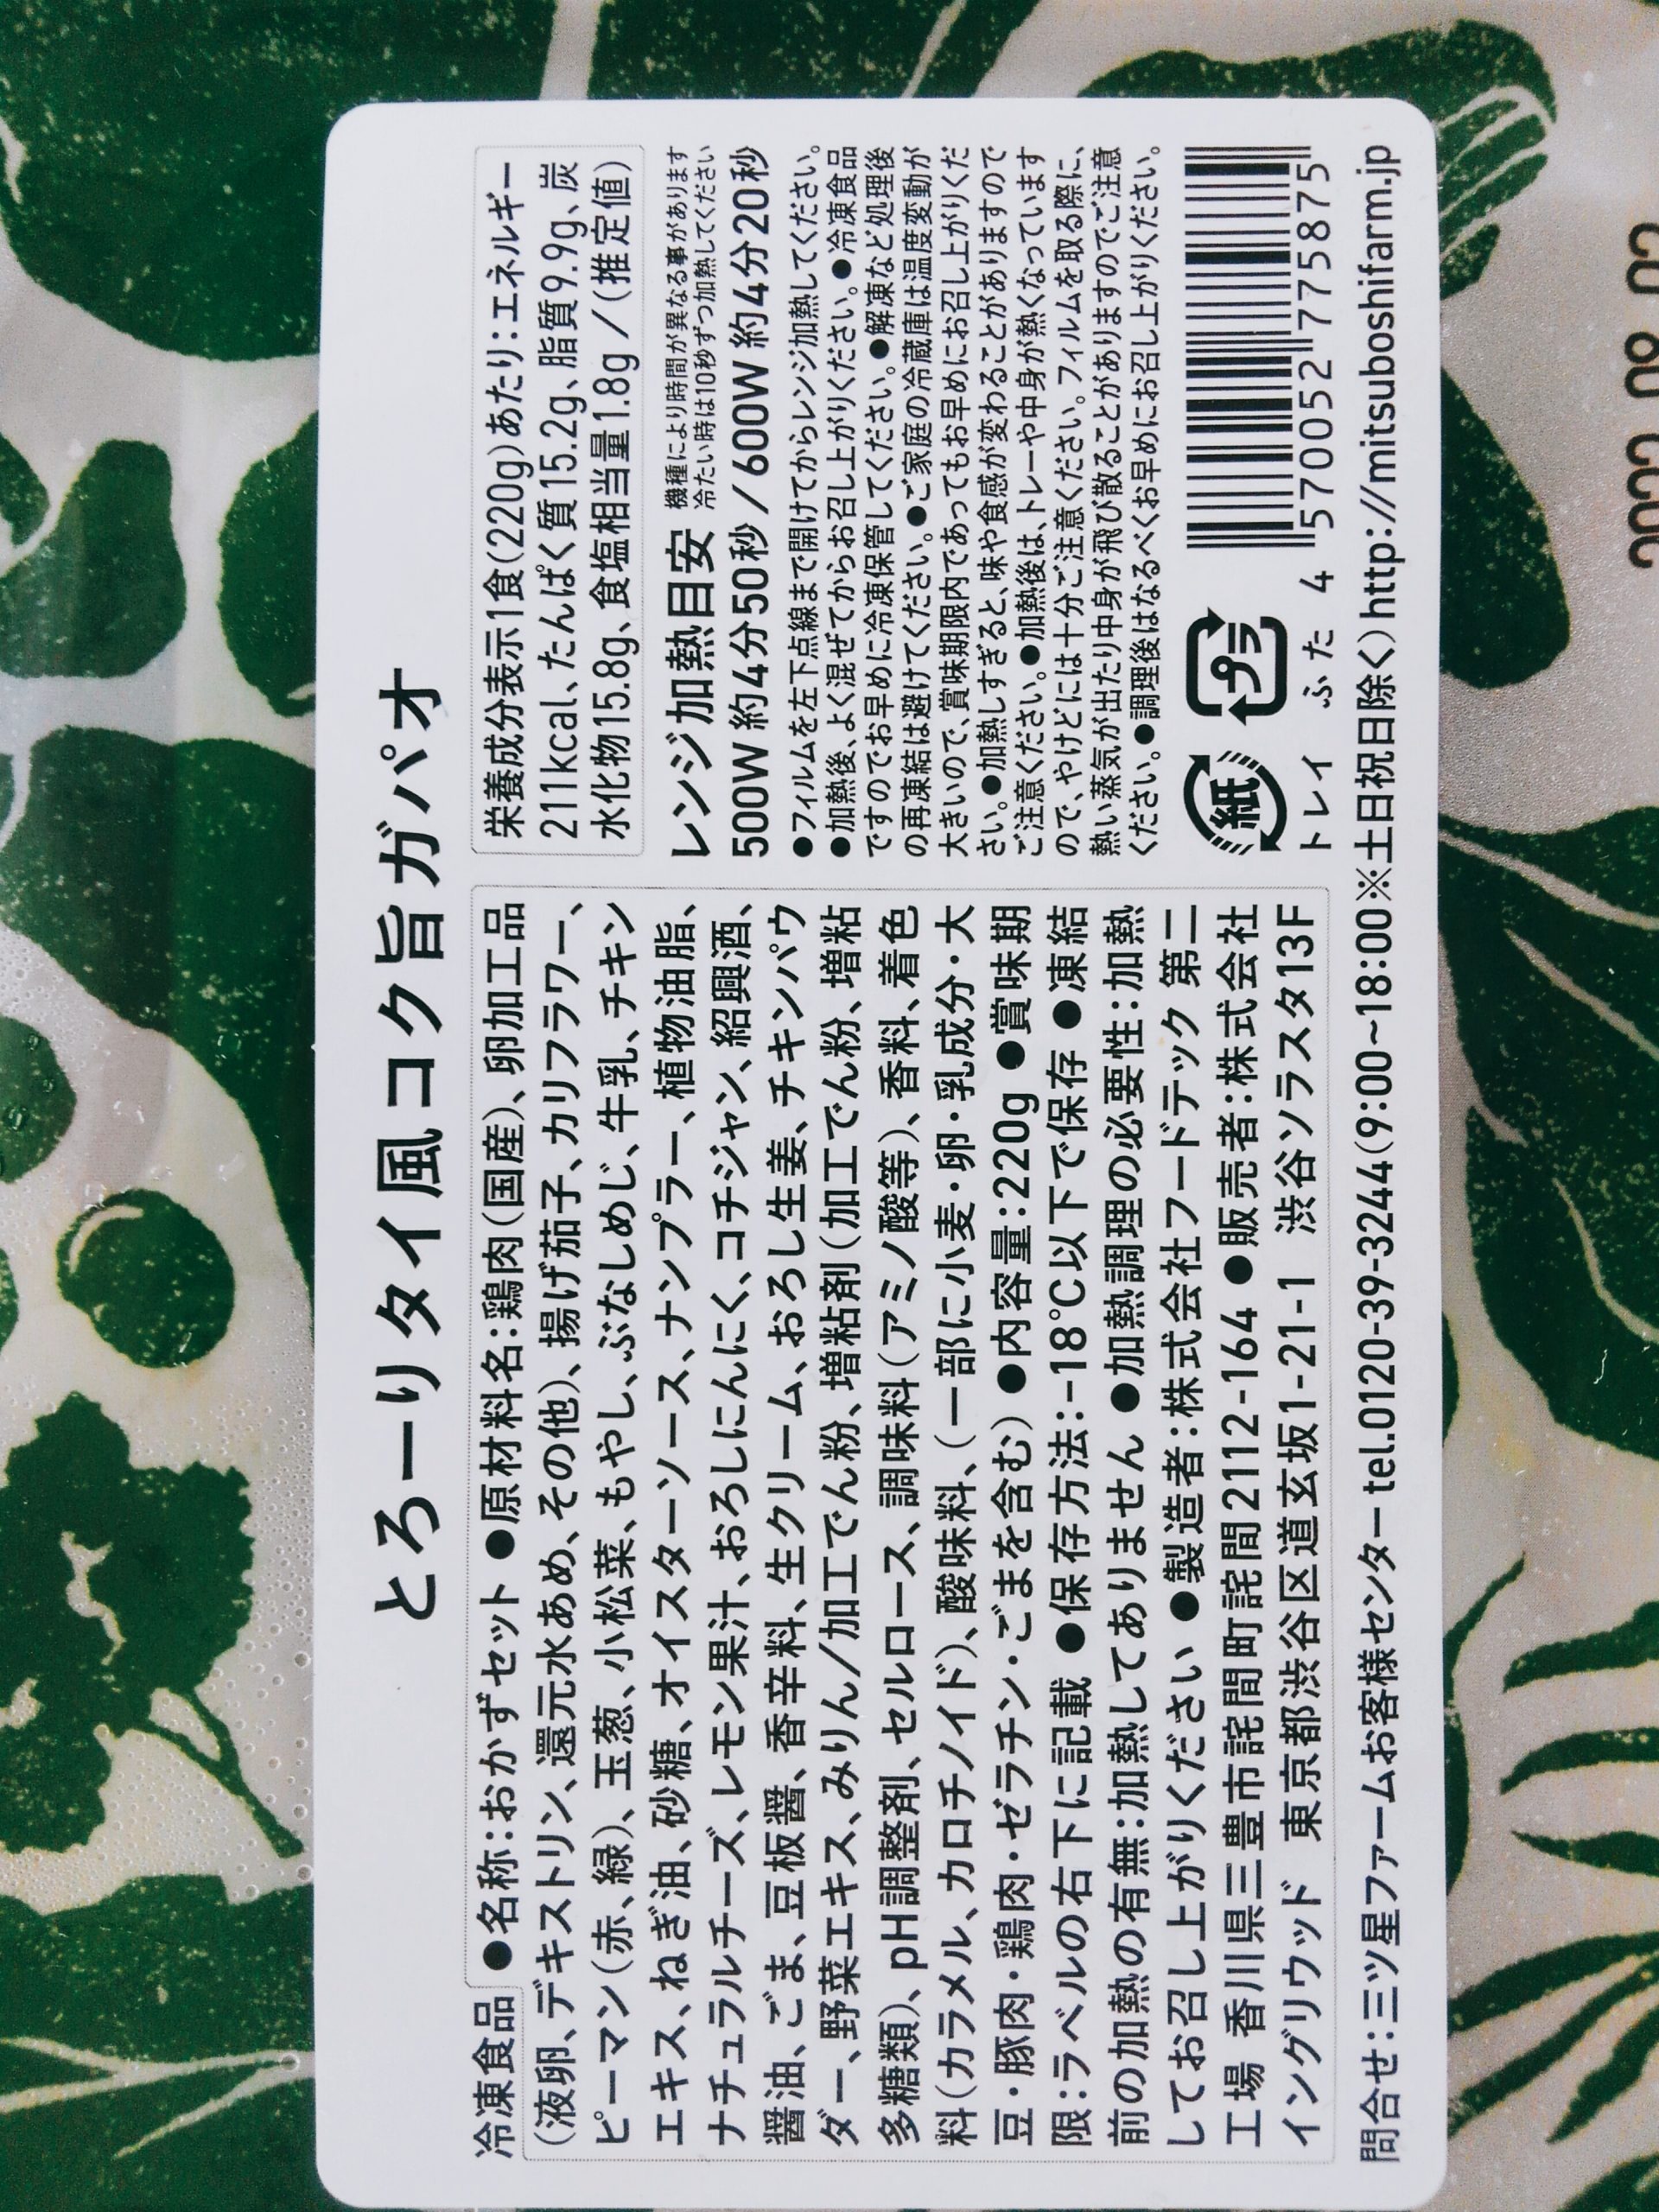 とろーりタイ風コク旨ガパオ
冷凍食品 ●名称:おかずセット ●原材料名:鶏肉(国産)、卵加工品
(液卵、デキストリン、還元水あめ、その他)、揚げ茄子、カリフラワー、
ピーマン(赤、緑)、玉葱、小松菜、もやし、ぶなしめじ、牛乳、チキン
エキス、ねぎ油、砂糖、オイスターソース、ナンプラー、植物油脂、
ナチュラルチーズ、レモン果汁、おろしにんにく、コチジャン、紹興酒、
醤油、ごま、豆板醤、香辛料、生クリーム、おろし生姜、チキンパウ
ダー、野菜エキス、みりん/加工でん粉、増粘剤(加工でん粉、増粘
多糖類)、pH調整剤、セルロース、調味料(アミノ酸等)、香料、着色
料(カラメル、カロチノイド)、酸味料、(一部に小麦・卵・乳成分・大
豆・豚肉・鶏肉・ゼラチン・ごまを含む) ●内容量:220g ●賞味期
限:ラベルの右下に記載 ●保存方法:-18℃以下で保存 ●凍結
前の加熱の有無:加熱してありません ●加熱調理の必要性:加熱
してお召し上がりください ●製造者:株式会社フードテック 第二
工場 香川県三豊市詫間町詫間2112-164 ●販売者:株式会社
イングリウッド 東京都渋谷区道玄坂1-21-1 渋谷ソラスタ13F
栄養成分表示1食(220g)あたり:エネルギー
211kcal、たんぱく質15.2g、脂質9.9g、炭
水化物15.8g、食塩相当量1.8g/(推定値)
レンジ加熱目安
機種により時間が異なる事があります
冷たい時は10秒ずつ加熱してください
500W 約4分50秒/600W 約4分20秒
●フィルムを左下点線まで開けてからレンジ加熱してください。
●加熱後、よく混ぜてからお召し上がりください。●冷凍食品
ですのでお早めに冷凍保管してください。●解凍など処理後
の再凍結は避けてください。●ご家庭の冷蔵庫は温度変動が
大きいので、賞味期限内であってもお早めにお召し上がりくだ
さい。●加熱しすぎると、味や食感が変わることがありますので
ご注意ください。●加熱後は、トレーや中身が熱くなっています
ので、やけどには十分ご注意ください。フィルムを取る際に、
熱い蒸気が出たり中身が飛び散ることがありますのでご注意
ください。●調理後はなるべくお早めにお召し上がりください。
紙
プラ
トレイ ふた
4 570052 775875
問合せ:三ツ星ファームお客様センター tel.0120-39-3244(9:00~18:00※土日祝日除く)http://mitsuboshifarm.jp